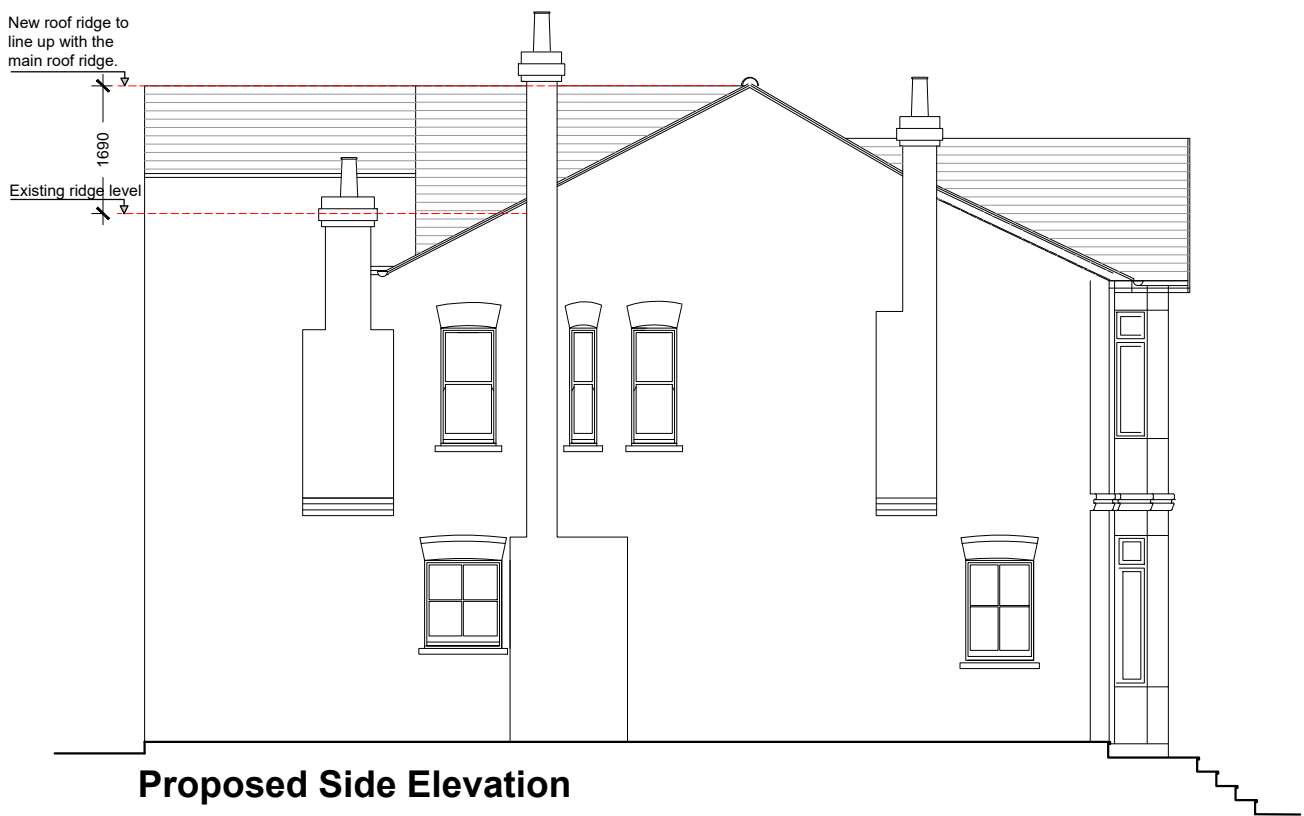 New roof ridge to
line up with the
main roof ridge.
1690
Existing ridge level
Proposed Side Elevation